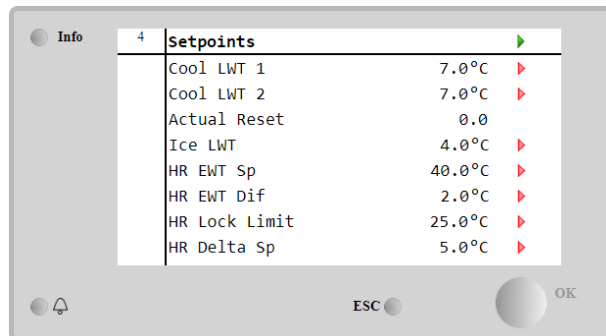 Info
4 Setpoints
Cool LWT 1 7.0°C
Cool LWT 2 7.0°C
Actual Reset 0.0
Ice LWT 4.0°C
HR EWT Sp 40.0°C
HR EWT Dif 2.0°C
HR Lock Limit 25.0°C
HR Delta Sp 5.0°C
ESC
OK